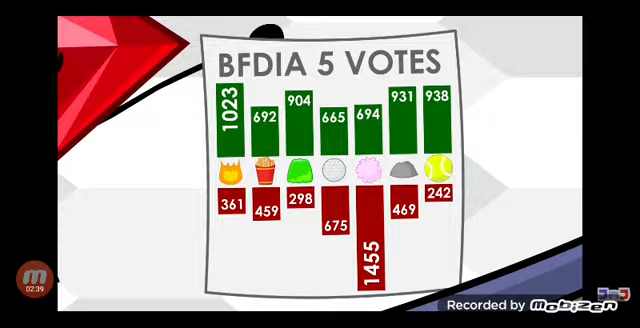 BFDIA 5 VOTES
1023 692 904 665 694 931 938
361 459 298 675 1455 469 242
02:39
Recorded by Mobizen